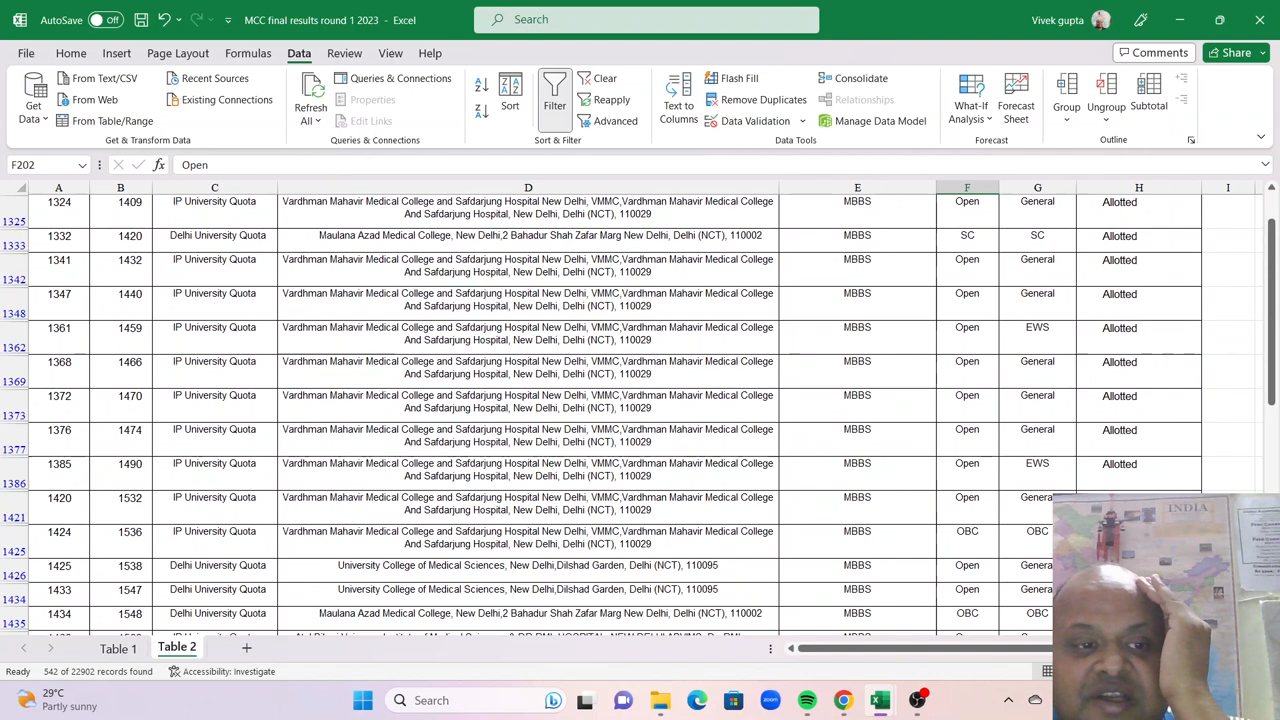 AutoSave Off MCC final results round 1 2023 - Excel Search Vivek gupta
File Home Insert Page Layout Formulas Data Review View Help Comments Share
Get Data From Text/CSV Recent Sources
From Web Existing Connections
From Table/Range
Get & Transform Data
Refresh All Queries & Connections
Properties
Edit Links
Queries & Connections
Sort Filter Clear
Reapply
Advanced
Sort & Filter
Text to Columns Flash Fill Consolidate
Remove Duplicates Relationships
Data Validation Manage Data Model
Data Tools
What-If Analysis Forecast Sheet
Forecast
Group Ungroup Subtotal
Outline
F202 fx Open
A B C D E F G H I
1325 1324 1409 IP University Quota Vardhman Mahavir Medical College and Safdarjung Hospital New Delhi, VMMC,Vardhman Mahavir Medical College MBBS Open General Allotted
And Safdarjung Hospital, New Delhi, Delhi (NCT), 110029
1333 1332 1420 Delhi University Quota Maulana Azad Medical College, New Delhi,2 Bahadur Shah Zafar Marg New Delhi, Delhi (NCT), 110002 MBBS SC SC Allotted
1342 1341 1432 IP University Quota Vardhman Mahavir Medical College and Safdarjung Hospital New Delhi, VMMC,Vardhman Mahavir Medical College MBBS Open General Allotted
And Safdarjung Hospital, New Delhi, Delhi (NCT), 110029
1348 1347 1440 IP University Quota Vardhman Mahavir Medical College and Safdarjung Hospital New Delhi, VMMC,Vardhman Mahavir Medical College MBBS Open General Allotted
And Safdarjung Hospital, New Delhi, Delhi (NCT), 110029
1362 1361 1459 IP University Quota Vardhman Mahavir Medical College and Safdarjung Hospital New Delhi, VMMC,Vardhman Mahavir Medical College MBBS Open EWS Allotted
And Safdarjung Hospital, New Delhi, Delhi (NCT), 110029
1369 1368 1466 IP University Quota Vardhman Mahavir Medical College and Safdarjung Hospital New Delhi, VMMC,Vardhman Mahavir Medical College MBBS Open General Allotted
And Safdarjung Hospital, New Delhi, Delhi (NCT), 110029
1373 1372 1470 IP University Quota Vardhman Mahavir Medical College and Safdarjung Hospital New Delhi, VMMC,Vardhman Mahavir Medical College MBBS Open General Allotted
And Safdarjung Hospital, New Delhi, Delhi (NCT), 110029
1377 1376 1474 IP University Quota Vardhman Mahavir Medical College and Safdarjung Hospital New Delhi, VMMC,Vardhman Mahavir Medical College MBBS Open General Allotted
And Safdarjung Hospital, New Delhi, Delhi (NCT), 110029
1386 1385 1490 IP University Quota Vardhman Mahavir Medical College and Safdarjung Hospital New Delhi, VMMC,Vardhman Mahavir Medical College MBBS Open EWS Allotted
And Safdarjung Hospital, New Delhi, Delhi (NCT), 110029
1421 1420 1532 IP University Quota Vardhman Mahavir Medical College and Safdarjung Hospital New Delhi, VMMC,Vardhman Mahavir Medical College MBBS Open Genera
And Safdarjung Hospital, New Delhi, Delhi (NCT), 110029
1425 1424 1536 IP University Quota Vardhman Mahavir Medical College and Safdarjung Hospital New Delhi, VMMC,Vardhman Mahavir Medical College MBBS OBC OBC
And Safdarjung Hospital, New Delhi, Delhi (NCT), 110029
1426 1425 1538 Delhi University Quota University College of Medical Sciences, New Delhi,Dilshad Garden, Delhi (NCT), 110095 MBBS Open Gener
1434 1433 1547 Delhi University Quota University College of Medical Sciences, New Delhi,Dilshad Garden, Delhi (NCT), 110095 MBBS Open Gener
1435 1434 1548 Delhi University Quota Maulana Azad Medical College, New Delhi,2 Bahadur Shah Zafar Marg New Delhi, Delhi (NCT), 110002 MBBS OBC OBC
INDIA
Table 1 Table 2
Ready 542 of 22902 records found Accessibility: Investigate
29°C
Partly sunny
Search